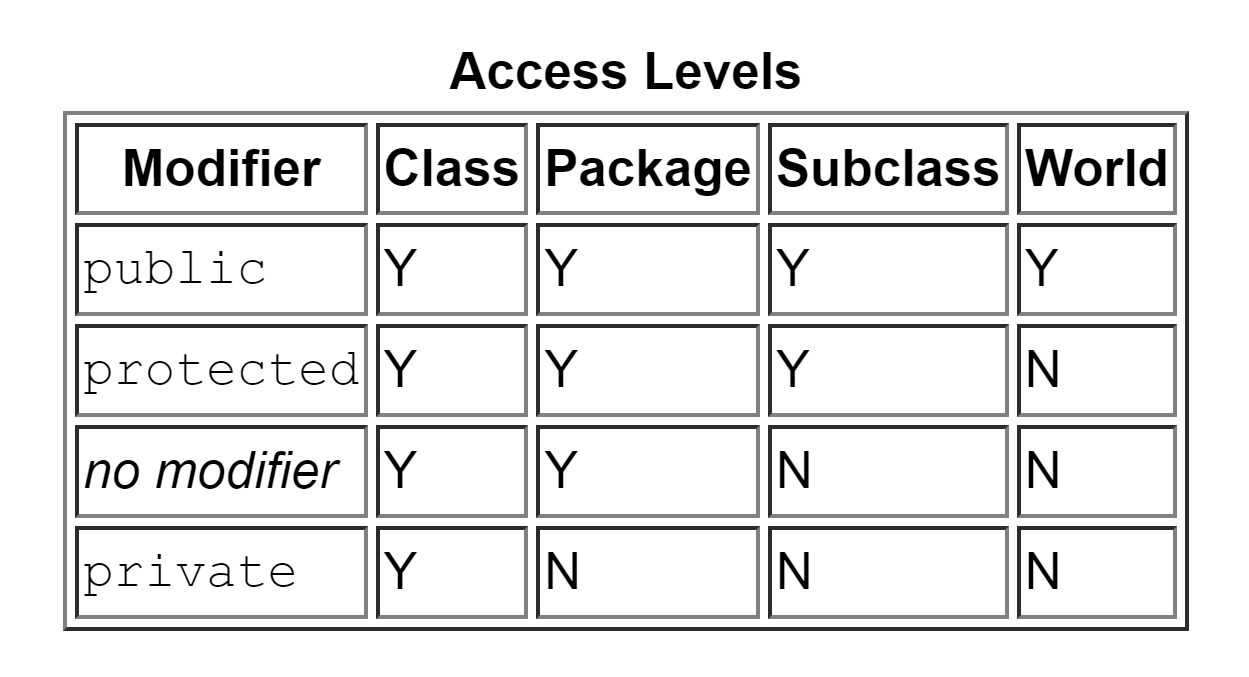 Access Levels
Modifier Class Package Subclass World
public Y Y Y Y
protected Y Y Y N
no modifier Y Y N N
private Y N N N